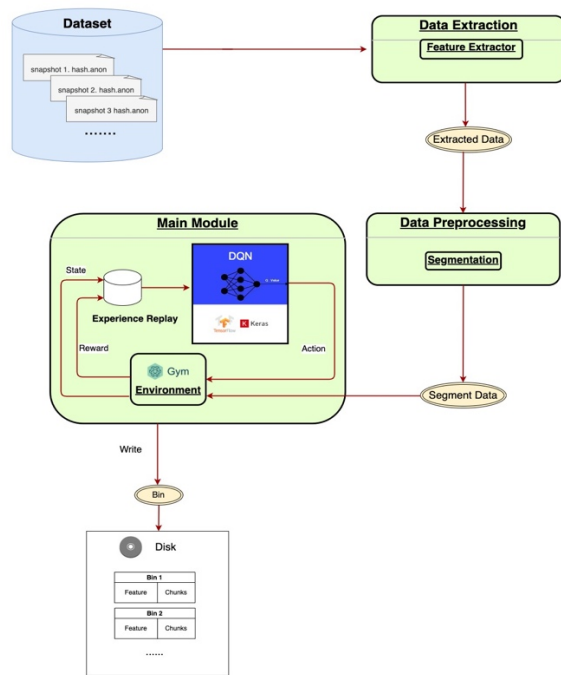 Dataset
snapshot 1. hash.anon
snapshot 2. hash.anon
snapshot 3 hash.anon
.......
Data Extraction
Feature Extractor
Extracted Data
Data Preprocessing
Segmentation
Segment Data
Main Module
State
DQN
Experience Replay
TensorFlow
Keras
Reward
Action
Gym
Environment
Write
Bin
Disk
Bin 1
Feature Chunks
Bin 2
Feature Chunks
......